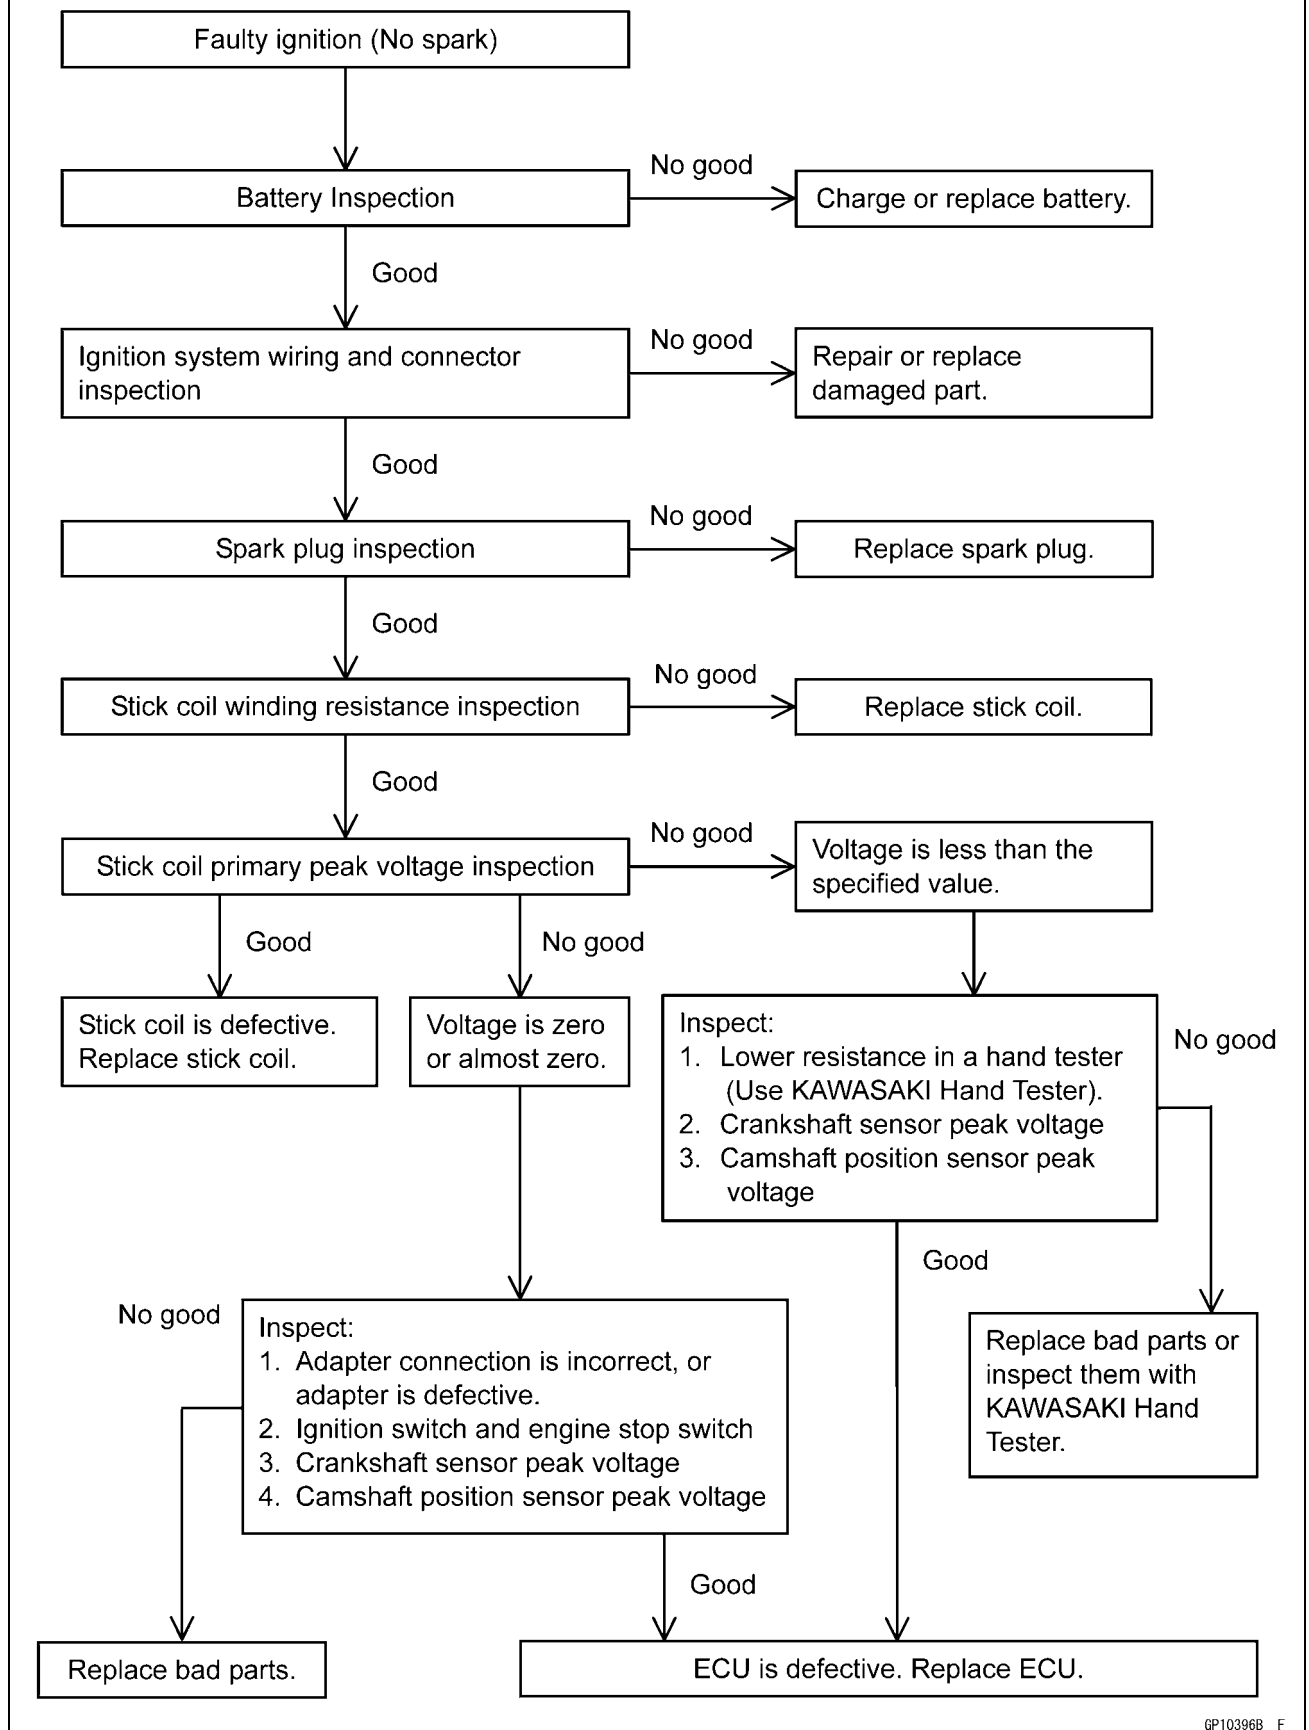 Faulty ignition (No spark)
No good
Battery Inspection
Charge or replace battery.
Good
No good
Ignition system wiring and connector
inspection
Repair or replace
damaged part.
Good
No good
Spark plug inspection
Replace spark plug.
Good
No good
Stick coil winding resistance inspection
Replace stick coil.
Good
No good
Stick coil primary peak voltage inspection
Voltage is less than the
specified value.
Good
No good
Stick coil is defective.
Replace stick coil.
Voltage is zero
or almost zero.
Inspect:
1. Lower resistance in a hand tester
(Use KAWASAKI Hand Tester).
2. Crankshaft sensor peak voltage
3. Camshaft position sensor peak
voltage
No good
Good
No good
Inspect:
1. Adapter connection is incorrect, or
adapter is defective.
2. Ignition switch and engine stop switch
3. Crankshaft sensor peak voltage
4. Camshaft position sensor peak voltage
Replace bad parts or
inspect them with
KAWASAKI Hand
Tester.
Good
Replace bad parts.
ECU is defective. Replace ECU.
GP10396B F